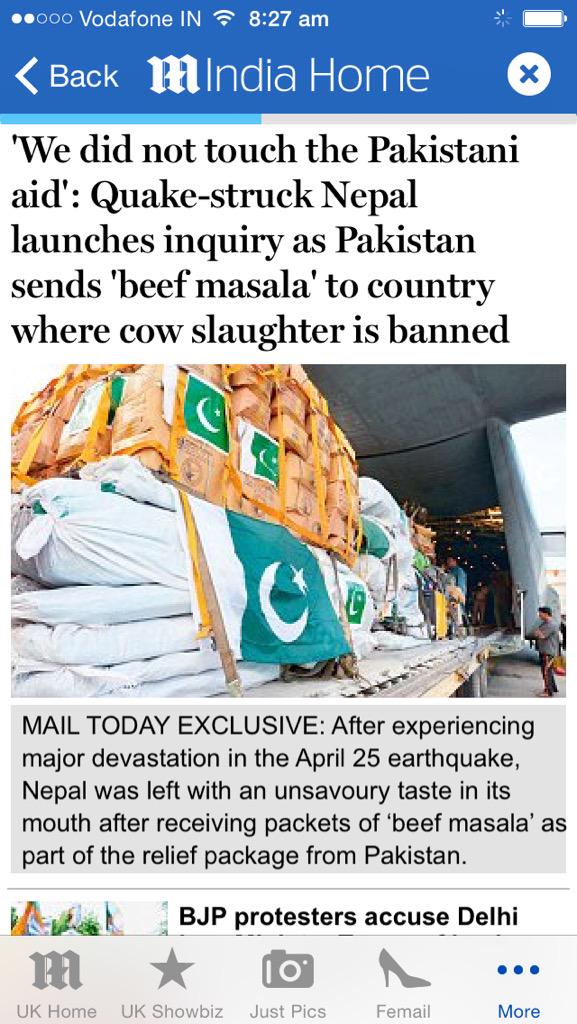 Vodafone IN 8:27 am
Back India Home
'We did not touch the Pakistani
aid': Quake-struck Nepal
launches inquiry as Pakistan
sends 'beef masala' to country
where cow slaughter is banned
MAIL TODAY EXCLUSIVE: After experiencing
major devastation in the April 25 earthquake,
Nepal was left with an unsavoury taste in its
mouth after receiving packets of ‘beef masala’ as
part of the relief package from Pakistan.
BJP protesters accuse Delhi
UK Home UK Showbiz Just Pics Femail More